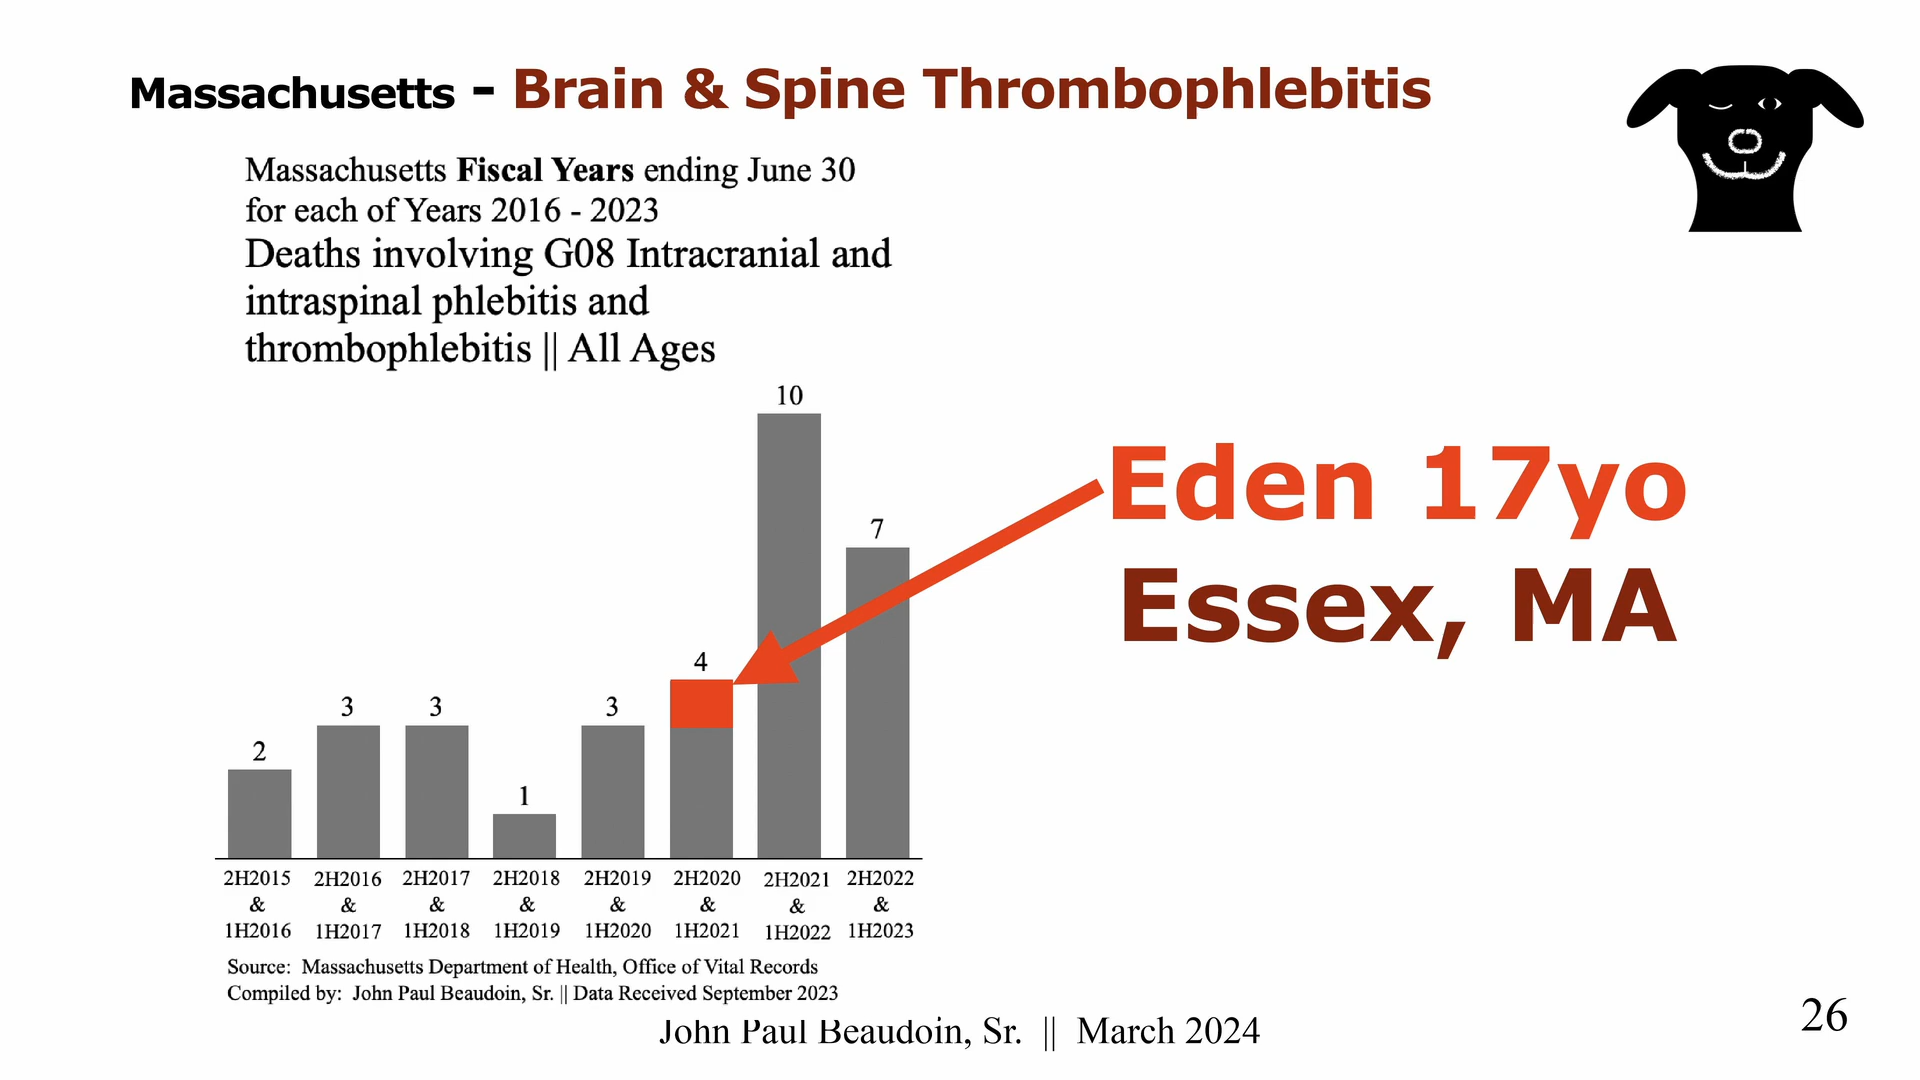 Massachusetts - Brain & Spine Thrombophlebitis
Massachusetts Fiscal Years ending June 30
for each of Years 2016 - 2023
Deaths involving G08 Intracranial and
intraspinal phlebitis and
thrombophlebitis || All Ages
10
7
4
3
3
3
2
1
Eden 17yo
Essex, MA
2H2015 & 1H2016
2H2016 & 1H2017
2H2017 & 1H2018
2H2018 & 1H2019
2H2019 & 1H2020
2H2020 & 1H2021
2H2021 & 1H2022
2H2022 & 1H2023
Source: Massachusetts Department of Health, Office of Vital Records
Compiled by: John Paul Beaudoin, Sr. || Data Received September 2023
John Paul Beaudoin, Sr. || March 2024
26